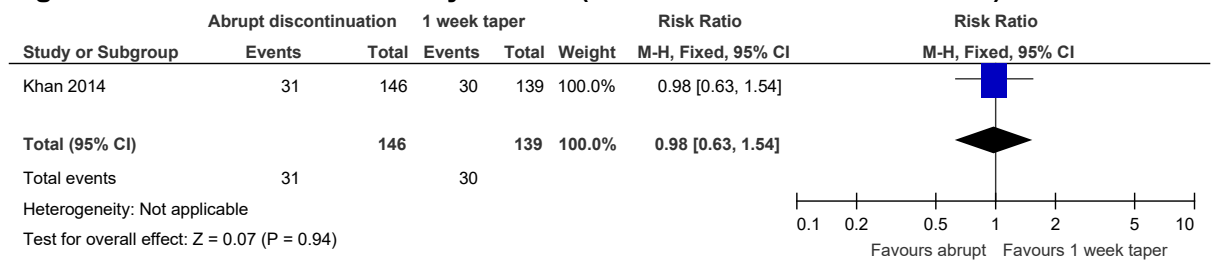 Abrupt discontinuation 1 week taper Risk Ratio Risk Ratio
Study or Subgroup Events Total Events Total Weight M-H, Fixed, 95% CI M-H, Fixed, 95% CI
Khan 2014 31 146 30 139 100.0% 0.98 [0.63, 1.54]
Total (95% CI) 146 139 100.0% 0.98 [0.63, 1.54]
Total events 31 30
Heterogeneity: Not applicable
Test for overall effect: Z = 0.07 (P = 0.94)
0.1 0.2 0.5 1 2 5 10
Favours abrupt Favours 1 week taper